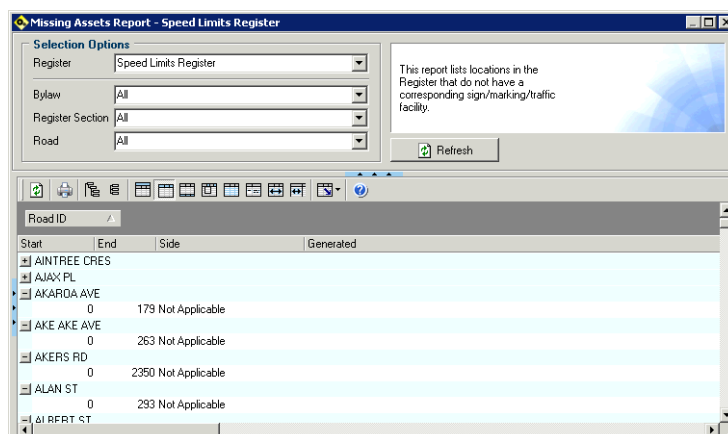 Missing Assets Report - Speed Limits Register
Selection Options
Register Speed Limits Register
Bylaw All
Register Section All
Road All
This report lists locations in the
Register that do not have a
corresponding sign/marking/traffic
facility.
Refresh
Road ID
Start End Side Generated
AINTREE CRES
AJAX PL
AKAROA AVE
0 179 Not Applicable
AKE AKE AVE
0 263 Not Applicable
AKERS RD
0 2350 Not Applicable
ALAN ST
0 293 Not Applicable
ALBERT ST